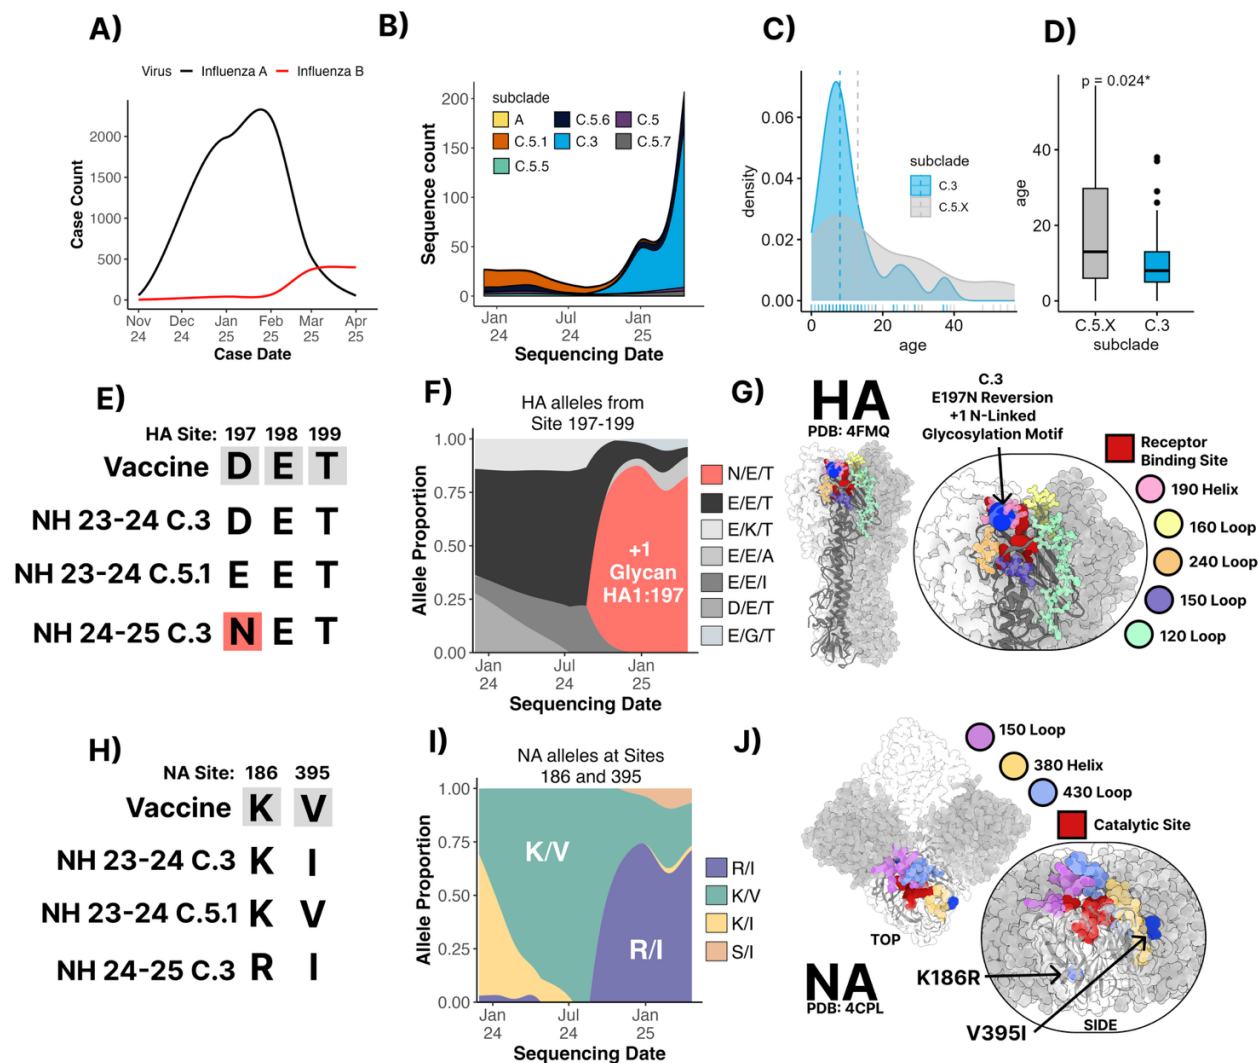 A)
Virus Influenza A Influenza B
Case Count
2000
1500
1000
500
0
Nov 24
Dec 24
Jan 25
Feb 25
Mar 25
Apr 25
Case Date
B)
subclade
A C.5.6 C.5
C.5.1 C.3 C.5.7
C.5.5
Sequence count
200
150
100
50
0
Jan 24
Jul 24
Jan 25
Sequencing Date
C)
density
0.06
0.04
0.02
0.00
subclade
C.3
C.5.X
0 20 40
age
D)
p = 0.024*
age
40
20
0
C.5.X C.3
subclade
E)
HA Site: 197 198 199
Vaccine D E T
NH 23-24 C.3 D E T
NH 23-24 C.5.1 E E T
NH 24-25 C.3 N E T
F)
HA alleles from
Site 197-199
Allele Proportion
1.00
0.75
0.50
0.25
0.00
+1
Glycan
HA1:197
Jan 24
Jul 24
Jan 25
Sequencing Date
N/E/T
E/E/T
E/K/T
E/E/A
E/E/I
D/E/T
E/G/T
G)
HA
PDB: 4FMQ
C.3
E197N Reversion
+1 N-Linked
Glycosylation Motif
Receptor
Binding Site
190 Helix
160 Loop
240 Loop
150 Loop
120 Loop
H)
NA Site: 186 395
Vaccine K V
NH 23-24 C.3 K I
NH 23-24 C.5.1 K V
NH 24-25 C.3 R I
I)
NA alleles at Sites
186 and 395
Allele Proportion
1.00
0.75
0.50
0.25
0.00
K/V
R/I
Jan 24
Jul 24
Jan 25
Sequencing Date
R/I
K/V
K/I
S/I
J)
150 Loop
380 Helix
430 Loop
Catalytic Site
TOP
NA
PDB: 4CPL
K186R
V395I
SIDE